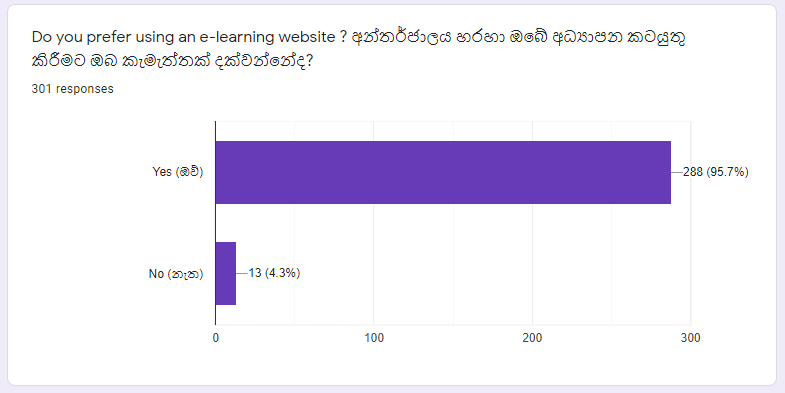 Do you prefer using an e-learning website ? අන්තර්ජාලය හරහා ඔබේ අධ්‍යාපන කටයුතු
කිරීමට ඔබ කැමැත්තක් දක්වන්නේද?
301 responses
Yes (ඔව්)
288 (95.7%)
No (නැත)
13 (4.3%)
0 100 200 300